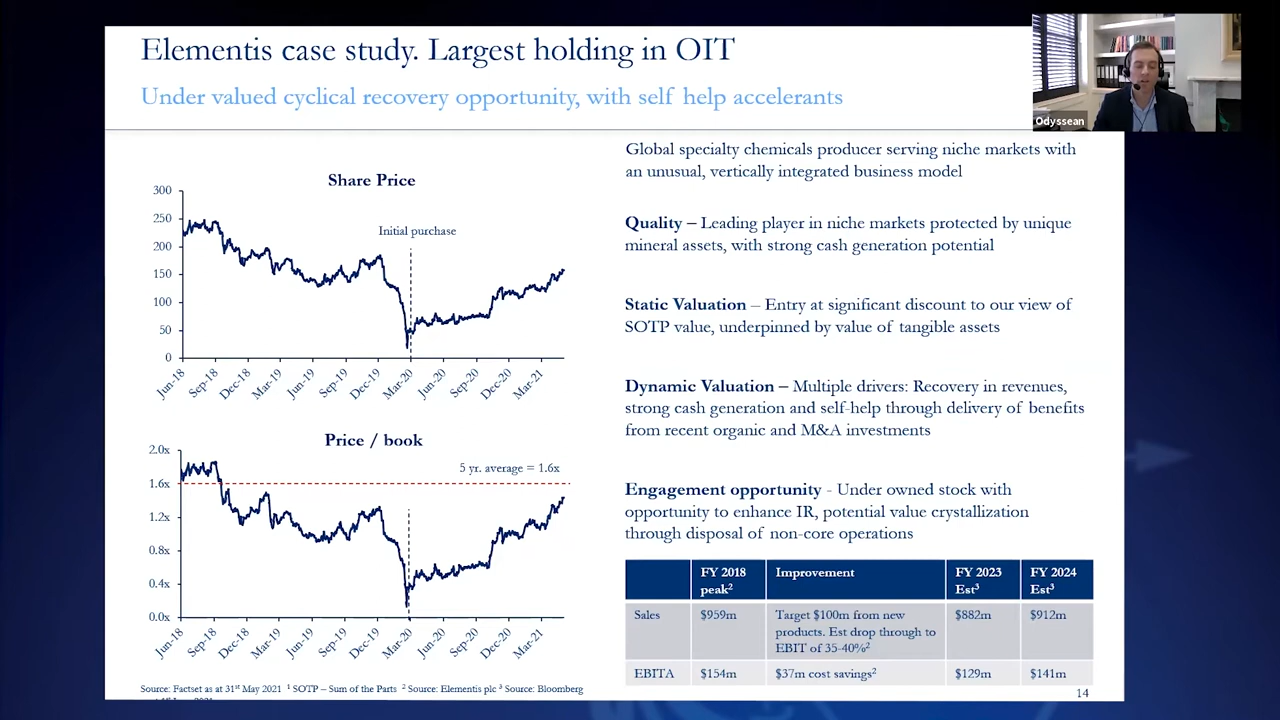 Elementis case study. Largest holding in OIT
Under valued cyclical recovery opportunity, with self help accelerants
Odyssean
Share Price
300
250
200
150
100
50
0
Initial purchase
Jun-18 Sep-18 Dec-18 Mar-19 Jun-19 Sep-19 Dec-19 Mar-20 Jun-20 Sep-20 Dec-20 Mar-21
Price / book
2.0x
1.6x
1.2x
0.8x
0.4x
0.0x
5 yr. average = 1.6x
Jun-18 Sep-18 Dec-18 Mar-19 Jun-19 Sep-19 Dec-19 Mar-20 Jun-20 Sep-20 Dec-20 Mar-21
Global specialty chemicals producer serving niche markets with
an unusual, vertically integrated business model
Quality – Leading player in niche markets protected by unique
mineral assets, with strong cash generation potential
Static Valuation – Entry at significant discount to our view of
SOTP value, underpinned by value of tangible assets
Dynamic Valuation – Multiple drivers: Recovery in revenues,
strong cash generation and self-help through delivery of benefits
from recent organic and M&A investments
Engagement opportunity - Under owned stock with
opportunity to enhance IR, potential value crystallization
through disposal of non-core operations
FY 2018 peak² Improvement FY 2023 Est³ FY 2024 Est³
Sales $959m Target $100m from new products. Est drop through to EBIT of 35-40%² $882m $912m
EBITA $154m $37m cost savings² $129m $141m
Source: Factset as at 31st May 2021 ¹ SOTP – Sum of the Parts ² Source: Elementis plc ³ Source: Bloomberg
14